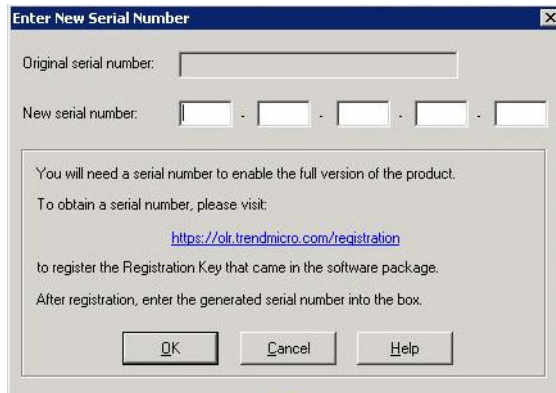 Enter New Serial Number
Original serial number:
New serial number: - - - -
You will need a serial number to enable the full version of the product.
To obtain a serial number, please visit:
https://olr.trendmicro.com/registration
to register the Registration Key that came in the software package.
After registration, enter the generated serial number into the box.
OK Cancel Help